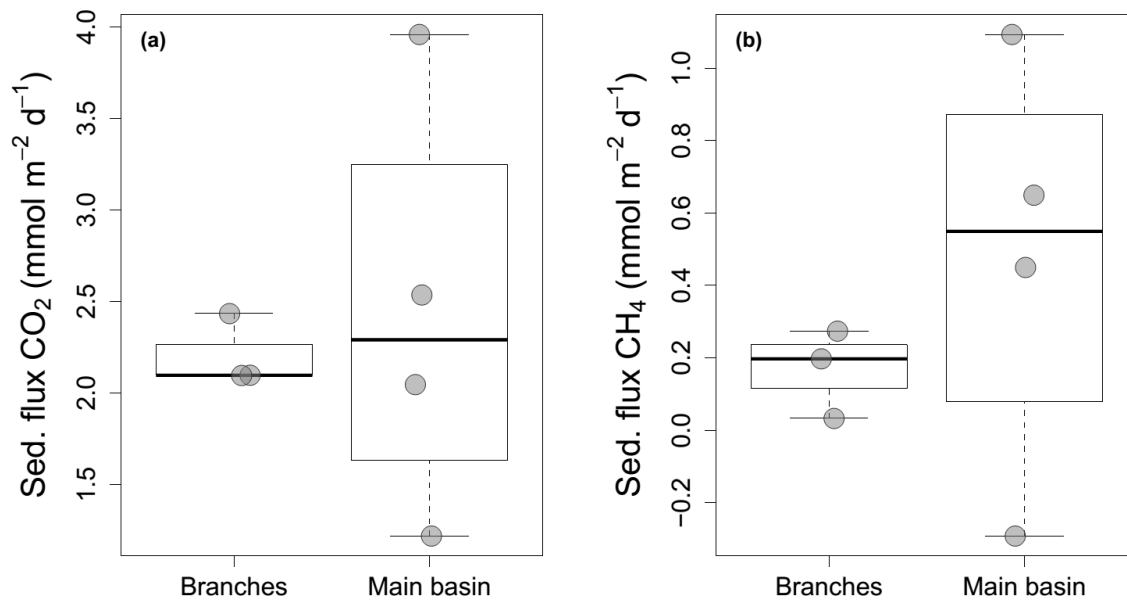 (a)
Sed. flux CO₂ (mmol m⁻² d⁻¹)
4.0
3.5
3.0
2.5
2.0
1.5
Branches
Main basin
(b)
Sed. flux CH₄ (mmol m⁻² d⁻¹)
1.0
0.8
0.6
0.4
0.2
0.0
−0.2
Branches
Main basin